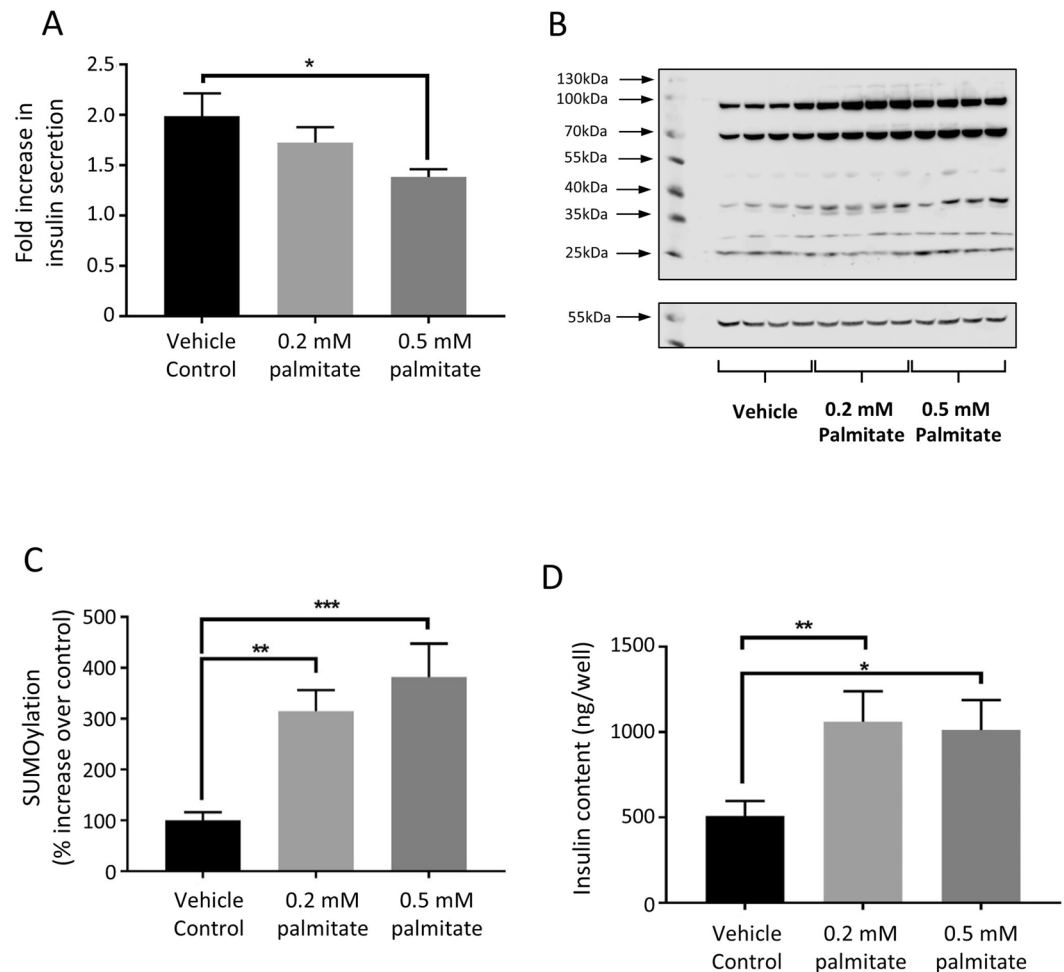 A
Fold increase in
insulin secretion
2.5
2.0
1.5
1.0
0.5
0
*
Vehicle
Control
0.2 mM
palmitate
0.5 mM
palmitate
B
130kDa
100kDa
70kDa
55kDa
40kDa
35kDa
25kDa
55kDa
Vehicle
0.2 mM
Palmitate
0.5 mM
Palmitate
C
SUMOylation
(% increase over control)
500
400
300
200
100
0
***
**
Vehicle
Control
0.2 mM
palmitate
0.5 mM
palmitate
D
Insulin content (ng/well)
1500
1000
500
0
**
*
Vehicle
Control
0.2 mM
palmitate
0.5 mM
palmitate